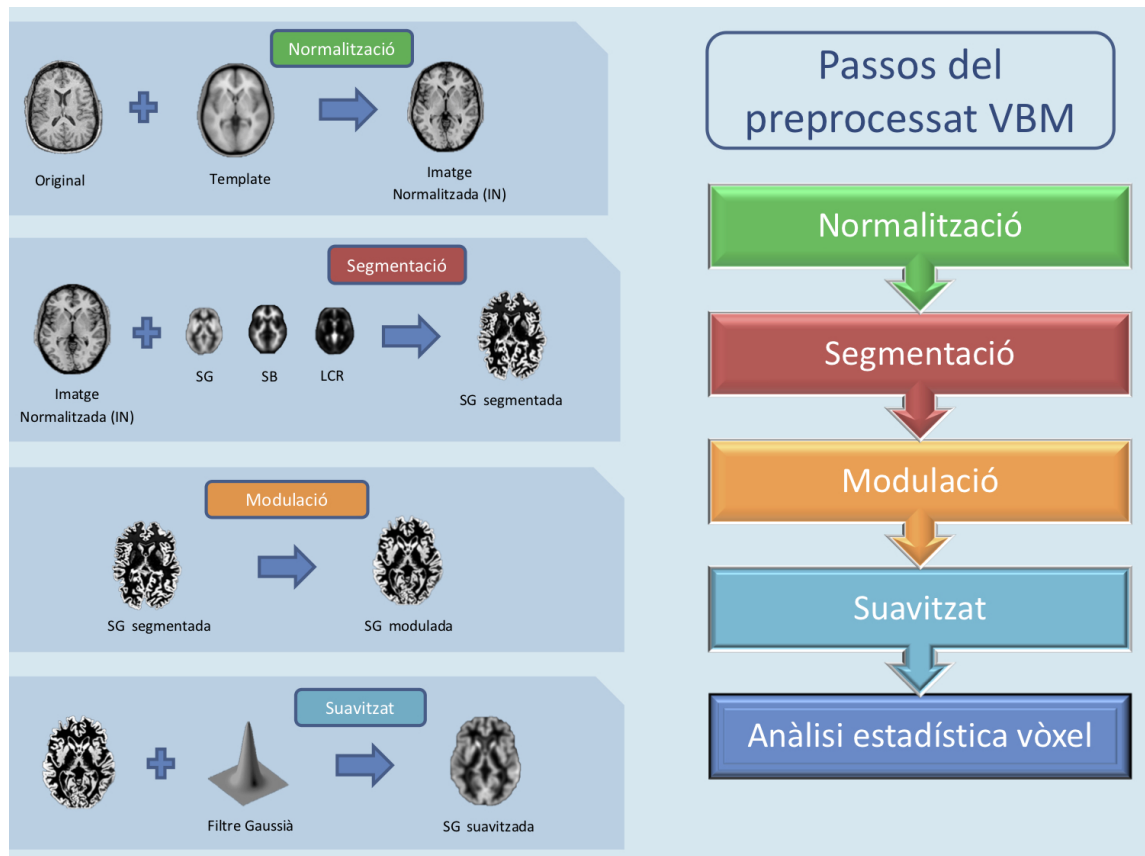 Normalització
Original
Template
Imatge
Normalitzada (IN)
Segmentació
Imatge
Normalitzada (IN)
SG
SB
LCR
SG segmentada
Modulació
SG segmentada
SG modulada
Suavitzat
Filtre Gaussià
SG suavitzada
Passos del
preprocessat VBM
Normalització
Segmentació
Modulació
Suavitzat
Anàlisi estadística vòxel